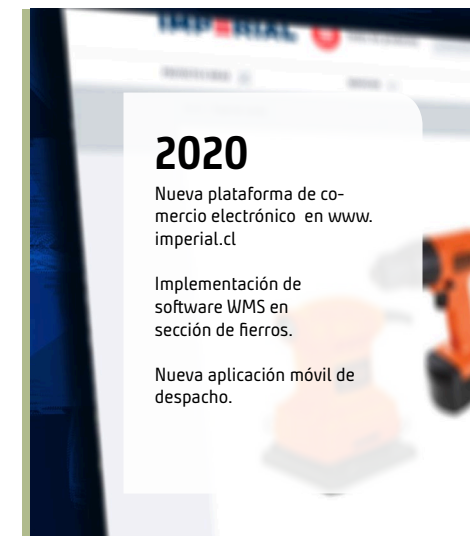 IMPERIAL
2020
Nueva plataforma de co-
mercio electrónico en www.
imperial.cl
Implementación de
software WMS en
sección de fierros.
Nueva aplicación móvil de
despacho.